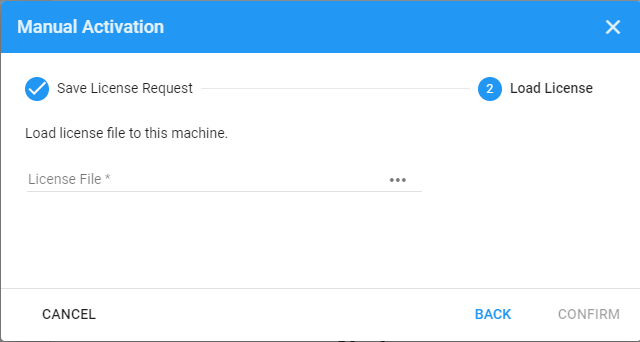 Manual Activation
Save License Request
2 Load License
Load license file to this machine.
License File *
CANCEL BACK CONFIRM